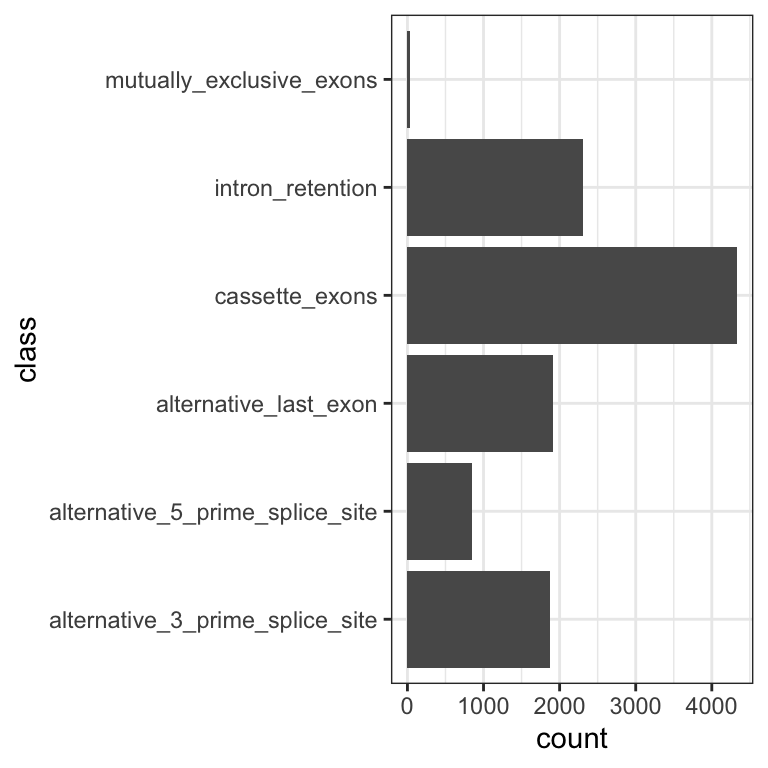 mutually_exclusive_exons
intron_retention
cassette_exons
class
alternative_last_exon
alternative_5_prime_splice_site
alternative_3_prime_splice_site
0 1000 2000 3000 4000
count